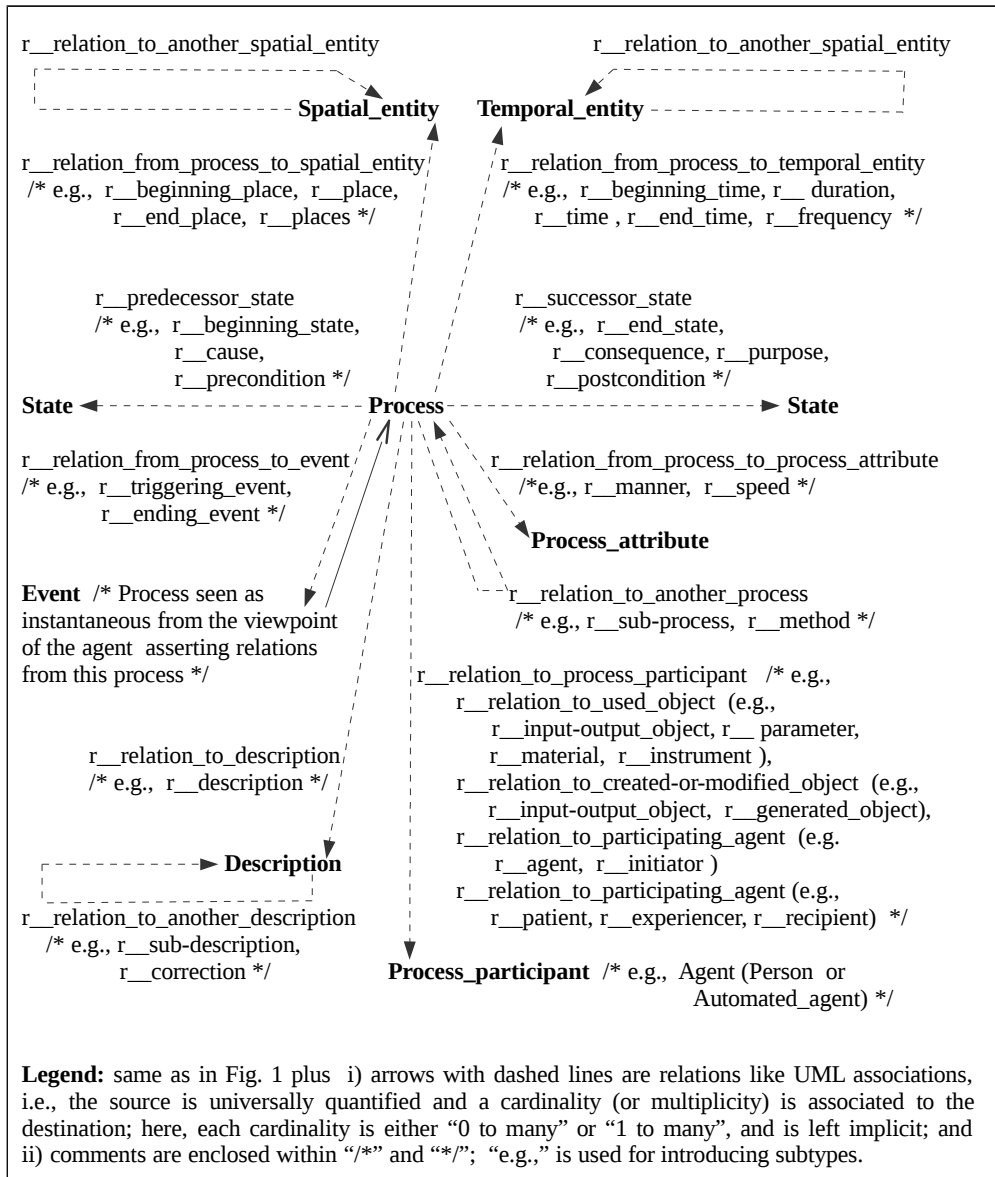 r__relation_to_another_spatial_entity
r__relation_to_another_spatial_entity
Spatial_entity
Temporal_entity
r__relation_from_process_to_spatial_entity
/* e.g., r__beginning_place, r__place,
r__end_place, r__places */
r__relation_from_process_to_temporal_entity
/* e.g., r__beginning_time, r__ duration,
r__time , r__end_time, r__frequency */
r__predecessor_state
/* e.g., r__beginning_state,
r__cause,
r__precondition */
r__successor_state
/* e.g., r__end_state,
r__consequence, r__purpose,
r__postcondition */
State
Process
State
r__relation_from_process_to_event
/* e.g., r__triggering_event,
r__ending_event */
r__relation_from_process_to_process_attribute
/*e.g., r__manner, r__speed */
Process_attribute
Event /* Process seen as
instantaneous from the viewpoint
of the agent asserting relations
from this process */
r__relation_to_another_process
/* e.g., r__sub-process, r__method */
r__relation_to_process_participant /* e.g.,
r__relation_to_used_object (e.g.,
r__input-output_object, r__ parameter,
r__material, r__instrument ),
r__relation_to_created-or-modified_object (e.g.,
r__input-output_object, r__generated_object),
r__relation_to_participating_agent (e.g.
r__agent, r__initiator )
r__relation_to_participating_agent (e.g.,
r__patient, r__experiencer, r__recipient) */
r__relation_to_description
/* e.g., r__description */
Description
r__relation_to_another_description
/* e.g., r__sub-description,
r__correction */
Process_participant /* e.g., Agent (Person or
Automated_agent) */
Legend: same as in Fig. 1 plus i) arrows with dashed lines are relations like UML associations,
i.e., the source is universally quantified and a cardinality (or multiplicity) is associated to the
destination; here, each cardinality is either “0 to many” or “1 to many”, and is left implicit; and
ii) comments are enclosed within “/*” and “*/”; “e.g.,” is used for introducing subtypes.